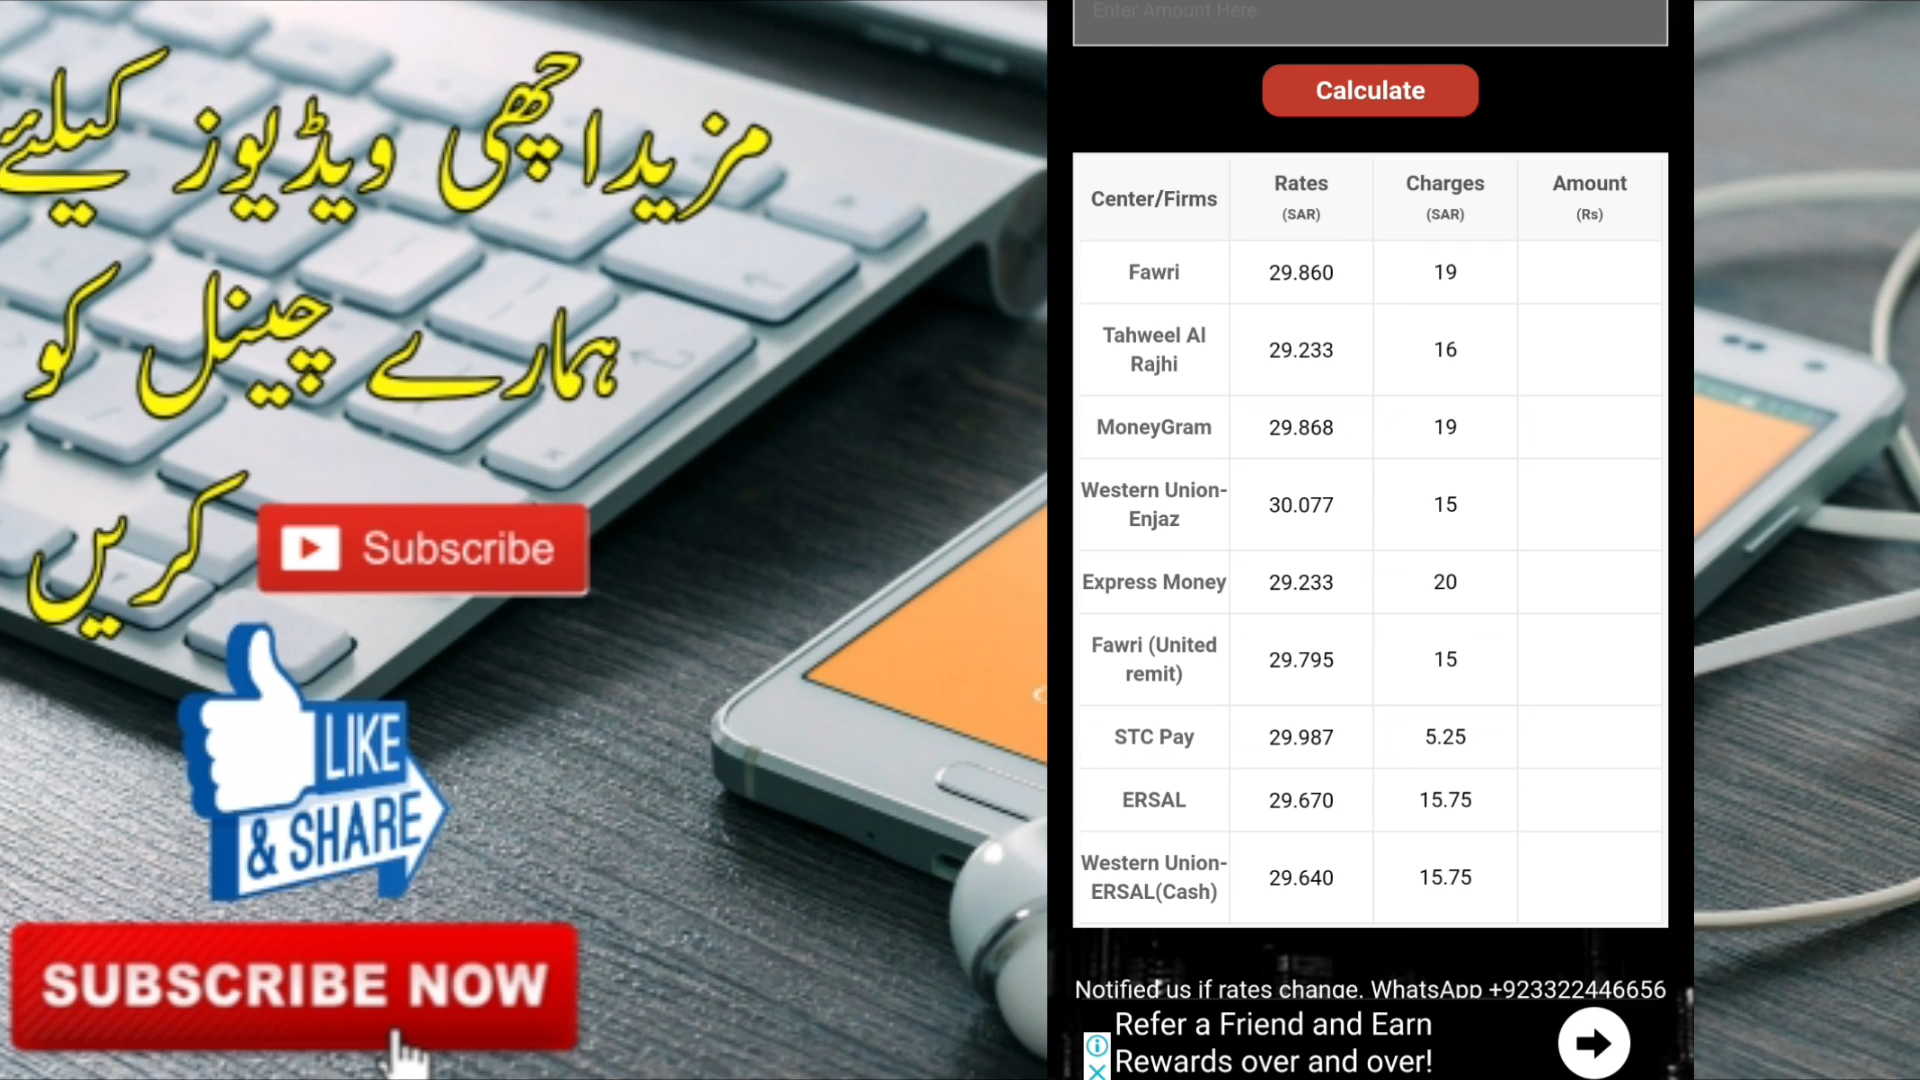 مزید اچھی ویڈیوز کیلئے
ہمارے چینل کو
Subscribe کریں
LIKE
& SHARE
SUBSCRIBE NOW
Enter Amount Here
Calculate
Center/Firms Rates (SAR) Charges (SAR) Amount (Rs)
Fawri 29.860 19
Tahweel Al Rajhi 29.233 16
MoneyGram 29.868 19
Western Union-Enjaz 30.077 15
Express Money 29.233 20
Fawri (United remit) 29.795 15
STC Pay 29.987 5.25
ERSAL 29.670 15.75
Western Union-ERSAL(Cash) 29.640 15.75
Notified us if rates change. WhatsApp +923322446656
Refer a Friend and Earn
Rewards over and over!